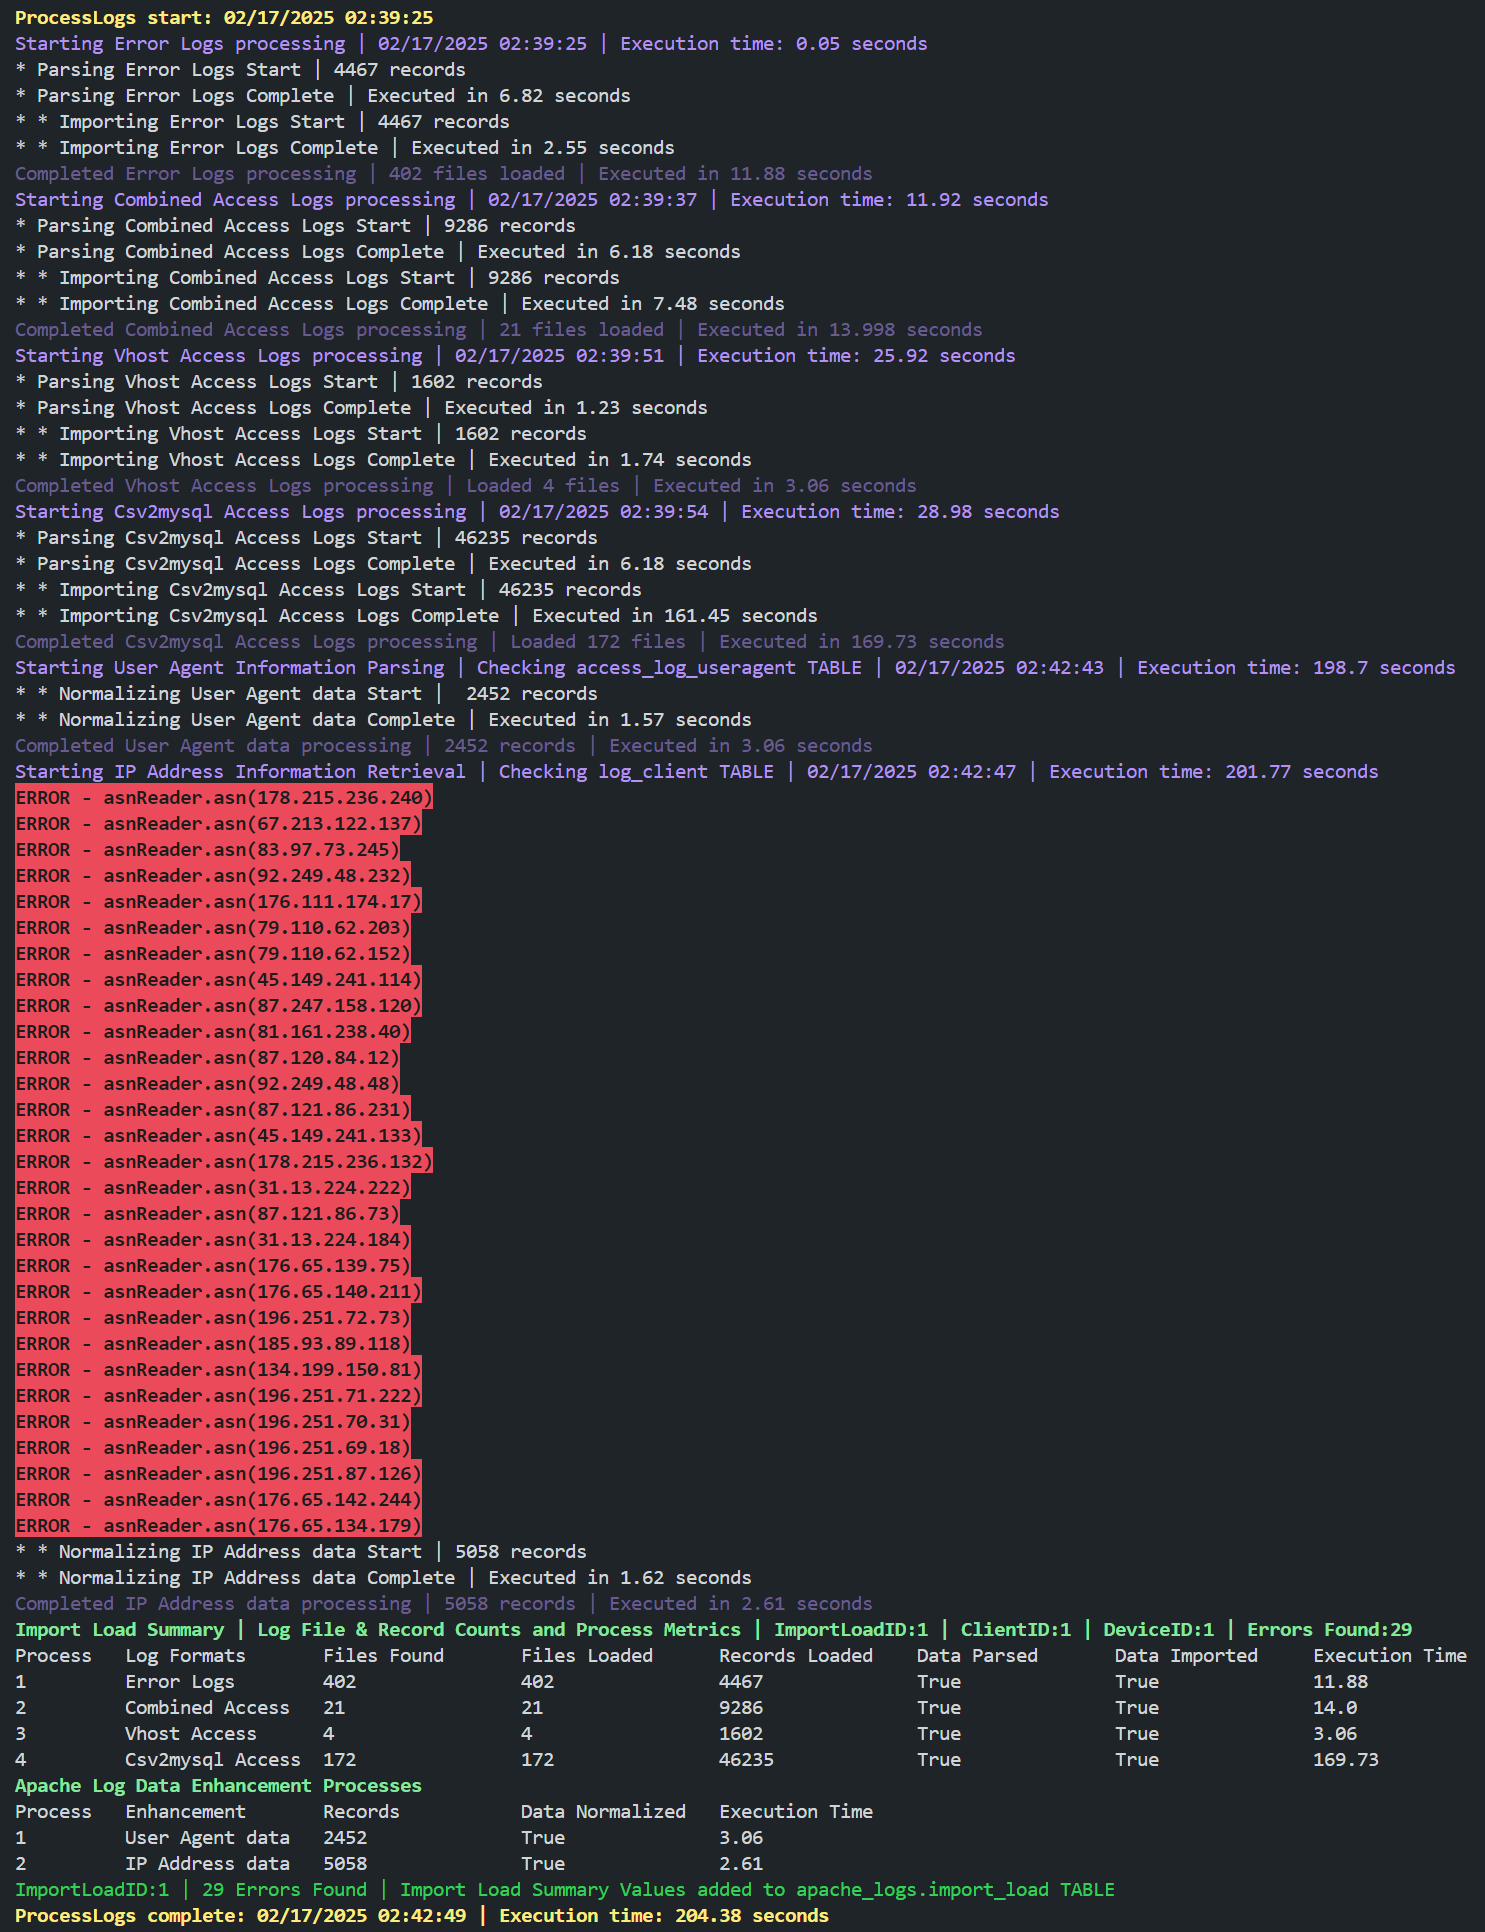 ProcessLogs start: 02/17/2025 02:39:25
Starting Error Logs processing | 02/17/2025 02:39:25 | Execution time: 0.05 seconds
* Parsing Error Logs Start | 4467 records
* Parsing Error Logs Complete | Executed in 6.82 seconds
* * Importing Error Logs Start | 4467 records
* * Importing Error Logs Complete | Executed in 2.55 seconds
Completed Error Logs processing | 402 files loaded | Executed in 11.88 seconds
Starting Combined Access Logs processing | 02/17/2025 02:39:37 | Execution time: 11.92 seconds
* Parsing Combined Access Logs Start | 9286 records
* Parsing Combined Access Logs Complete | Executed in 6.18 seconds
* * Importing Combined Access Logs Start | 9286 records
* * Importing Combined Access Logs Complete | Executed in 7.48 seconds
Completed Combined Access Logs processing | 21 files loaded | Executed in 13.998 seconds
Starting Vhost Access Logs processing | 02/17/2025 02:39:51 | Execution time: 25.92 seconds
* Parsing Vhost Access Logs Start | 1602 records
* Parsing Vhost Access Logs Complete | Executed in 1.23 seconds
* * Importing Vhost Access Logs Start | 1602 records
* * Importing Vhost Access Logs Complete | Executed in 1.74 seconds
Completed Vhost Access Logs processing | Loaded 4 files | Executed in 3.06 seconds
Starting Csv2mysql Access Logs processing | 02/17/2025 02:39:54 | Execution time: 28.98 seconds
* Parsing Csv2mysql Access Logs Start | 46235 records
* Parsing Csv2mysql Access Logs Complete | Executed in 6.18 seconds
* * Importing Csv2mysql Access Logs Start | 46235 records
* * Importing Csv2mysql Access Logs Complete | Executed in 161.45 seconds
Completed Csv2mysql Access Logs processing | Loaded 172 files | Executed in 169.73 seconds
Starting User Agent Information Parsing | Checking access_log_useragent TABLE | 02/17/2025 02:42:43 | Execution time: 198.7 seconds
* * Normalizing User Agent data Start |  2452 records
* * Normalizing User Agent data Complete | Executed in 1.57 seconds
Completed User Agent data processing | 2452 records | Executed in 3.06 seconds
Starting IP Address Information Retrieval | Checking log_client TABLE | 02/17/2025 02:42:47 | Execution time: 201.77 seconds
ERROR - asnReader.asn(178.215.236.240)
ERROR - asnReader.asn(67.213.122.137)
ERROR - asnReader.asn(83.97.73.245)
ERROR - asnReader.asn(92.249.48.232)
ERROR - asnReader.asn(176.111.174.17)
ERROR - asnReader.asn(79.110.62.203)
ERROR - asnReader.asn(79.110.62.152)
ERROR - asnReader.asn(45.149.241.114)
ERROR - asnReader.asn(87.247.158.120)
ERROR - asnReader.asn(81.161.238.40)
ERROR - asnReader.asn(87.120.84.12)
ERROR - asnReader.asn(92.249.48.48)
ERROR - asnReader.asn(87.121.86.231)
ERROR - asnReader.asn(45.149.241.133)
ERROR - asnReader.asn(178.215.236.132)
ERROR - asnReader.asn(31.13.224.222)
ERROR - asnReader.asn(87.121.86.73)
ERROR - asnReader.asn(31.13.224.184)
ERROR - asnReader.asn(176.65.139.75)
ERROR - asnReader.asn(176.65.140.211)
ERROR - asnReader.asn(196.251.72.73)
ERROR - asnReader.asn(185.93.89.118)
ERROR - asnReader.asn(134.199.150.81)
ERROR - asnReader.asn(196.251.71.222)
ERROR - asnReader.asn(196.251.70.31)
ERROR - asnReader.asn(196.251.69.18)
ERROR - asnReader.asn(196.251.87.126)
ERROR - asnReader.asn(176.65.142.244)
ERROR - asnReader.asn(176.65.134.179)
* * Normalizing IP Address data Start | 5058 records
* * Normalizing IP Address data Complete | Executed in 1.62 seconds
Completed IP Address data processing | 5058 records | Executed in 2.61 seconds
Import Load Summary | Log File & Record Counts and Process Metrics | ImportLoadID:1 | ClientID:1 | DeviceID:1 | Errors Found:29
Process   Log Formats       Files Found       Files Loaded      Records Loaded    Data Parsed       Data Imported     Execution Time
1         Error Logs        402               402               4467              True              True              11.88
2         Combined Access   21                21                9286              True              True              14.0
3         Vhost Access      4                 4                 1602              True              True              3.06
4         Csv2mysql Access  172               172               46235             True              True              169.73
Apache Log Data Enhancement Processes
Process   Enhancement       Records           Data Normalized   Execution Time
1         User Agent data   2452              True              3.06
2         IP Address data   5058              True              2.61
ImportLoadID:1 | 29 Errors Found | Import Load Summary Values added to apache_logs.import_load TABLE
ProcessLogs complete: 02/17/2025 02:42:49 | Execution time: 204.38 seconds